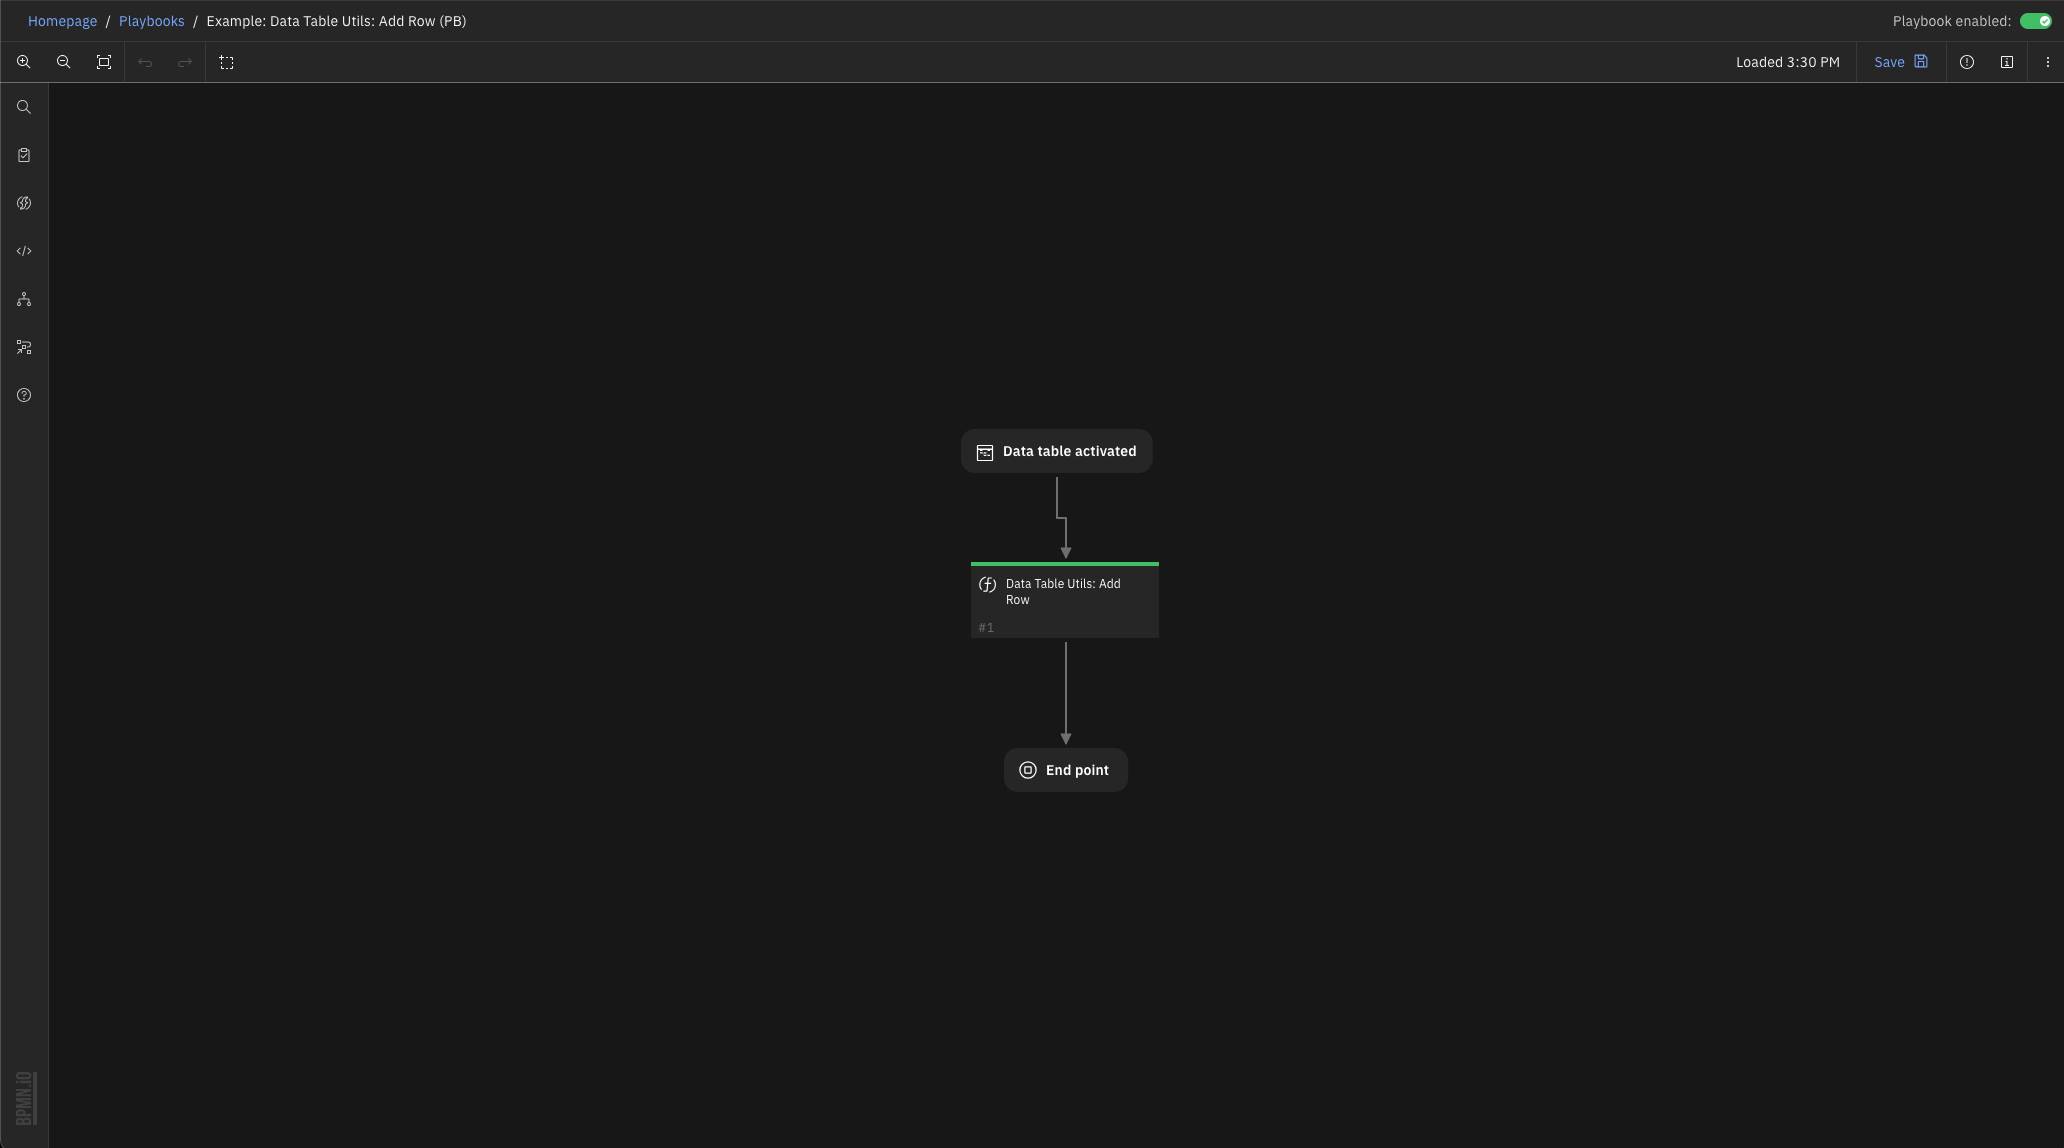 Homepage / Playbooks / Example: Data Table Utils: Add Row (PB)
Playbook enabled:
Loaded 3:30 PM
Save
Data table activated
Data Table Utils: Add
Row
#1
End point
BPMN.iO